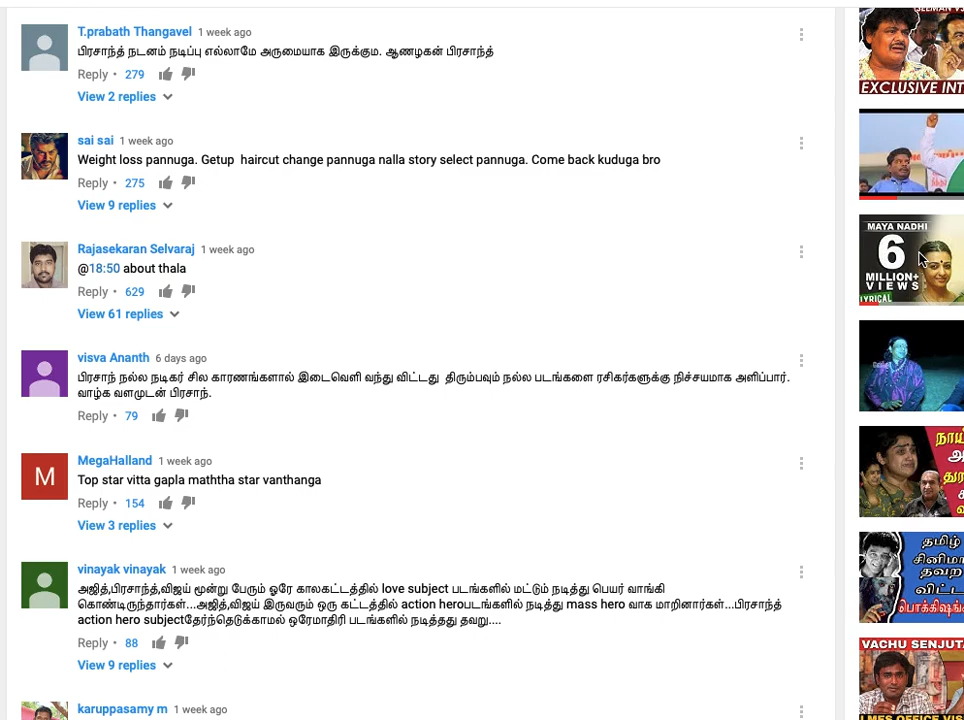 T.prabath Thangavel 1 week ago
பிரசாந்த் நடனம் நடிப்பு எல்லாமே அருமையாக இருக்கும. ஆணழகன் பிரசாந்த்
Reply • 279
View 2 replies
sai sai 1 week ago
Weight loss pannuga. Getup haircut change pannuga nalla story select pannuga. Come back kuduga bro
Reply • 275
View 9 replies
Rajasekaran Selvaraj 1 week ago
@18:50 about thala
Reply • 629
View 61 replies
visva Ananth 6 days ago
பிரசாந் நல்ல நடிகர் சில காரணங்களால் இடைவெளி வந்து விட்டது திரும்பவும் நல்ல படங்களை ரசிகர்களுக்கு நிச்சயமாக அளிப்பார்.
வாழ்க வளமுடன் பிரசாந்.
Reply • 79
M
MegaHalland 1 week ago
Top star vitta gapla maththa star vanthanga
Reply • 154
View 3 replies
vinayak vinayak 1 week ago
அஜித்,பிரசாந்த்,விஜய் மூன்று பேரும் ஓரே காலகட்டத்தில் love subject படங்களில் மட்டும் நடித்து பெயர் வாங்கி
கொண்டிருந்தார்கள்...அஜித்,விஜய் இருவரும் ஒரு கட்டத்தில் action heroபடங்களில் நடித்து mass hero வாக மாறினார்கள்...பிரசாந்த்
action hero subjectதேர்ந்தெடுக்காமல் ஒரேமாதிரி படங்களில் நடித்தது தவறு....
Reply • 88
View 9 replies
karuppasamy m 1 week ago
EXCLUSIVE INT
MAYA NADHI
6
MILLION+
VIEWS
LYRICAL
தமிழ்
சினிமா
தவற
விட்ட
பொக்கிஷங்
VACHU SENJUT
LMES OFFICE VIS